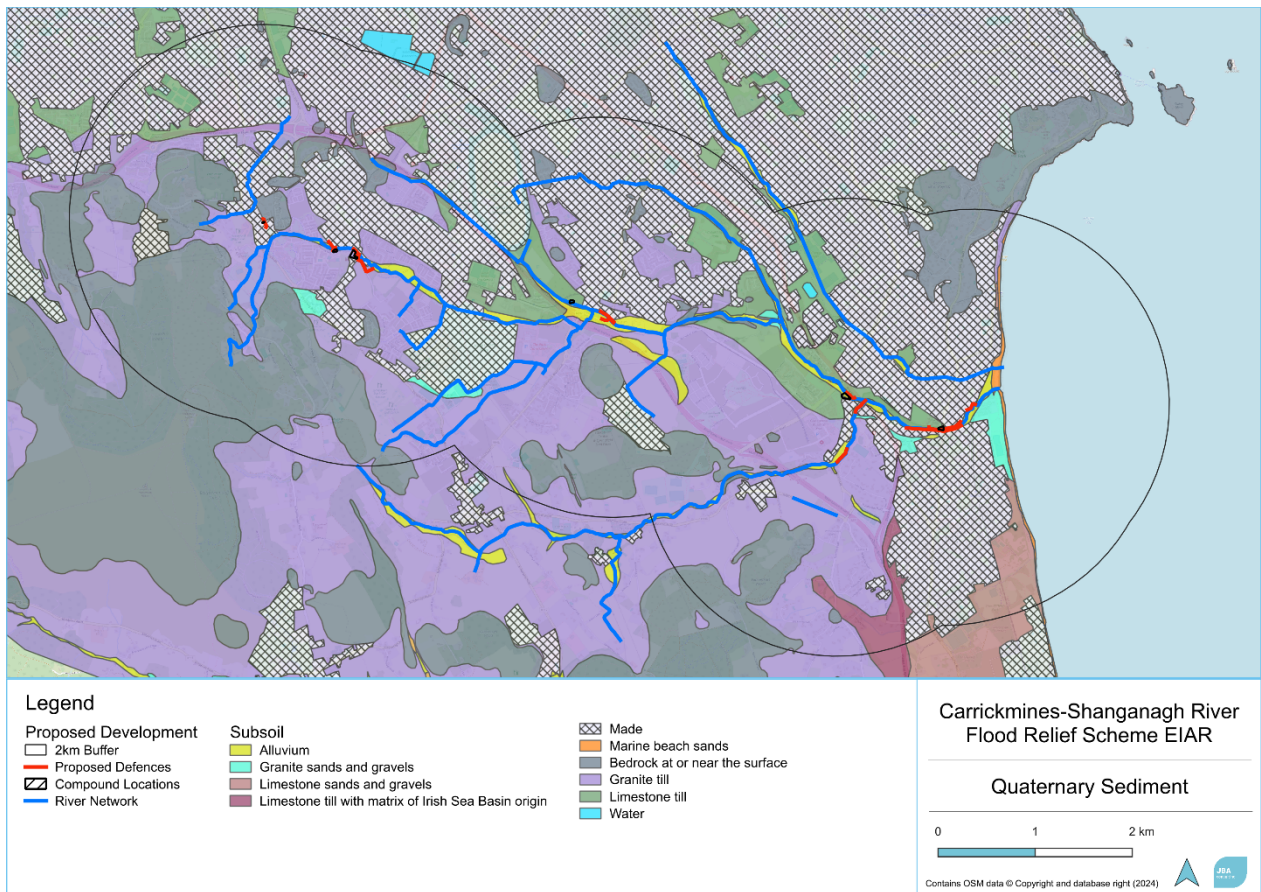 Legend
Proposed Development
2km Buffer
Proposed Defences
Compound Locations
River Network
Subsoil
Alluvium
Granite sands and gravels
Limestone sands and gravels
Limestone till with matrix of Irish Sea Basin origin
Made
Marine beach sands
Bedrock at or near the surface
Granite till
Limestone till
Water
Carrickmines-Shanganagh River
Flood Relief Scheme EIAR
Quaternary Sediment
0 1 2 km
Contains OSM data © Copyright and database right (2024)
JBA